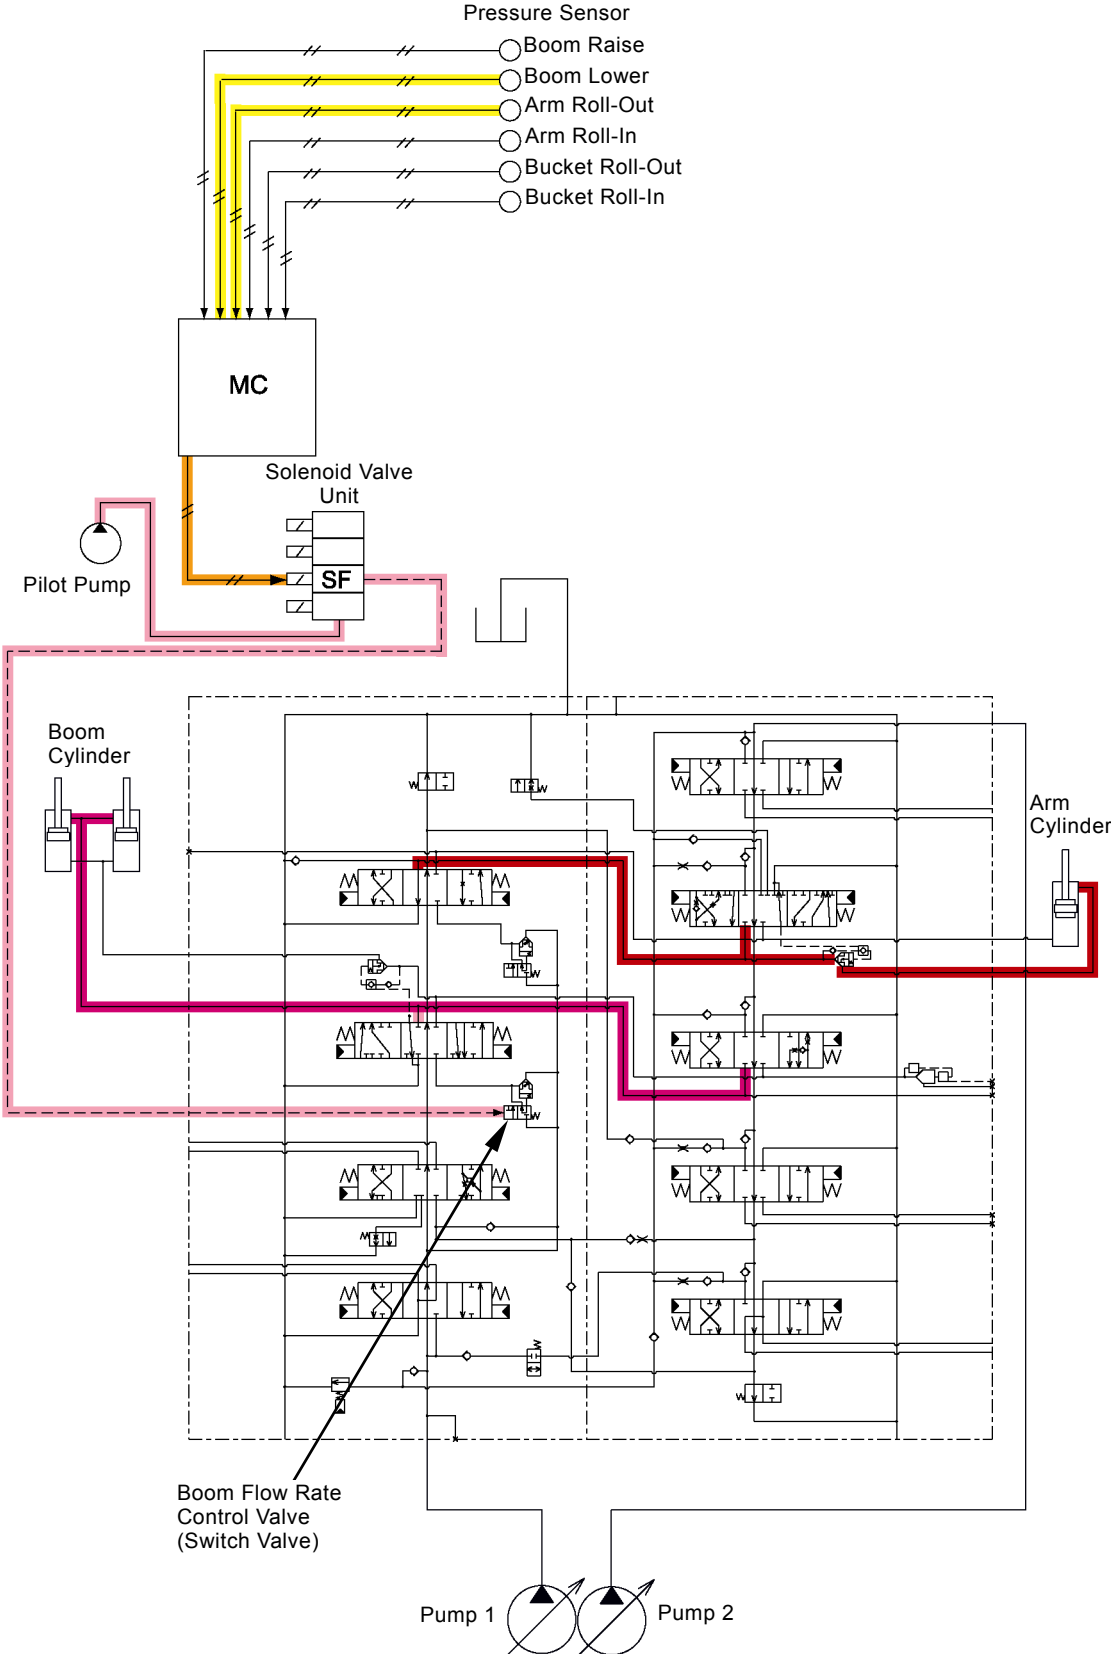 Pressure Sensor
Boom Raise
Boom Lower
Arm Roll-Out
Arm Roll-In
Bucket Roll-Out
Bucket Roll-In
MC
Solenoid Valve
Unit
SF
Pilot Pump
Boom
Cylinder
Arm
Cylinder
Boom Flow Rate
Control Valve
(Switch Valve)
Pump 1
Pump 2